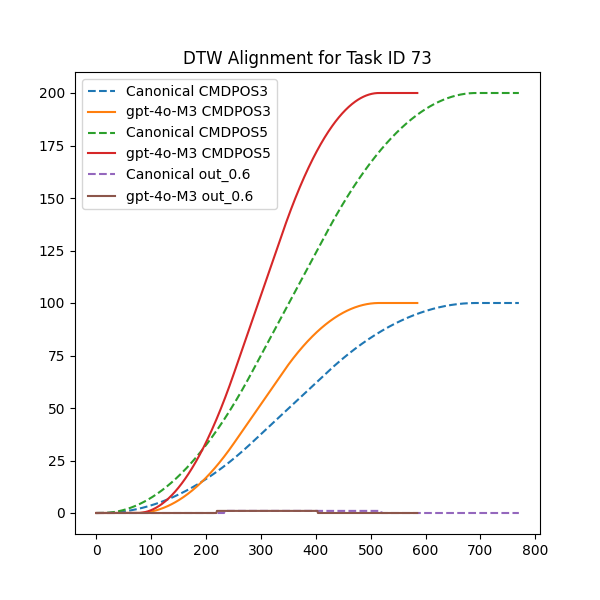 DTW Alignment for Task ID 73
Canonical CMDPOS3
gpt-4o-M3 CMDPOS3
Canonical CMDPOS5
gpt-4o-M3 CMDPOS5
Canonical out_0.6
gpt-4o-M3 out_0.6
200
175
150
125
100
75
50
25
0
0 100 200 300 400 500 600 700 800